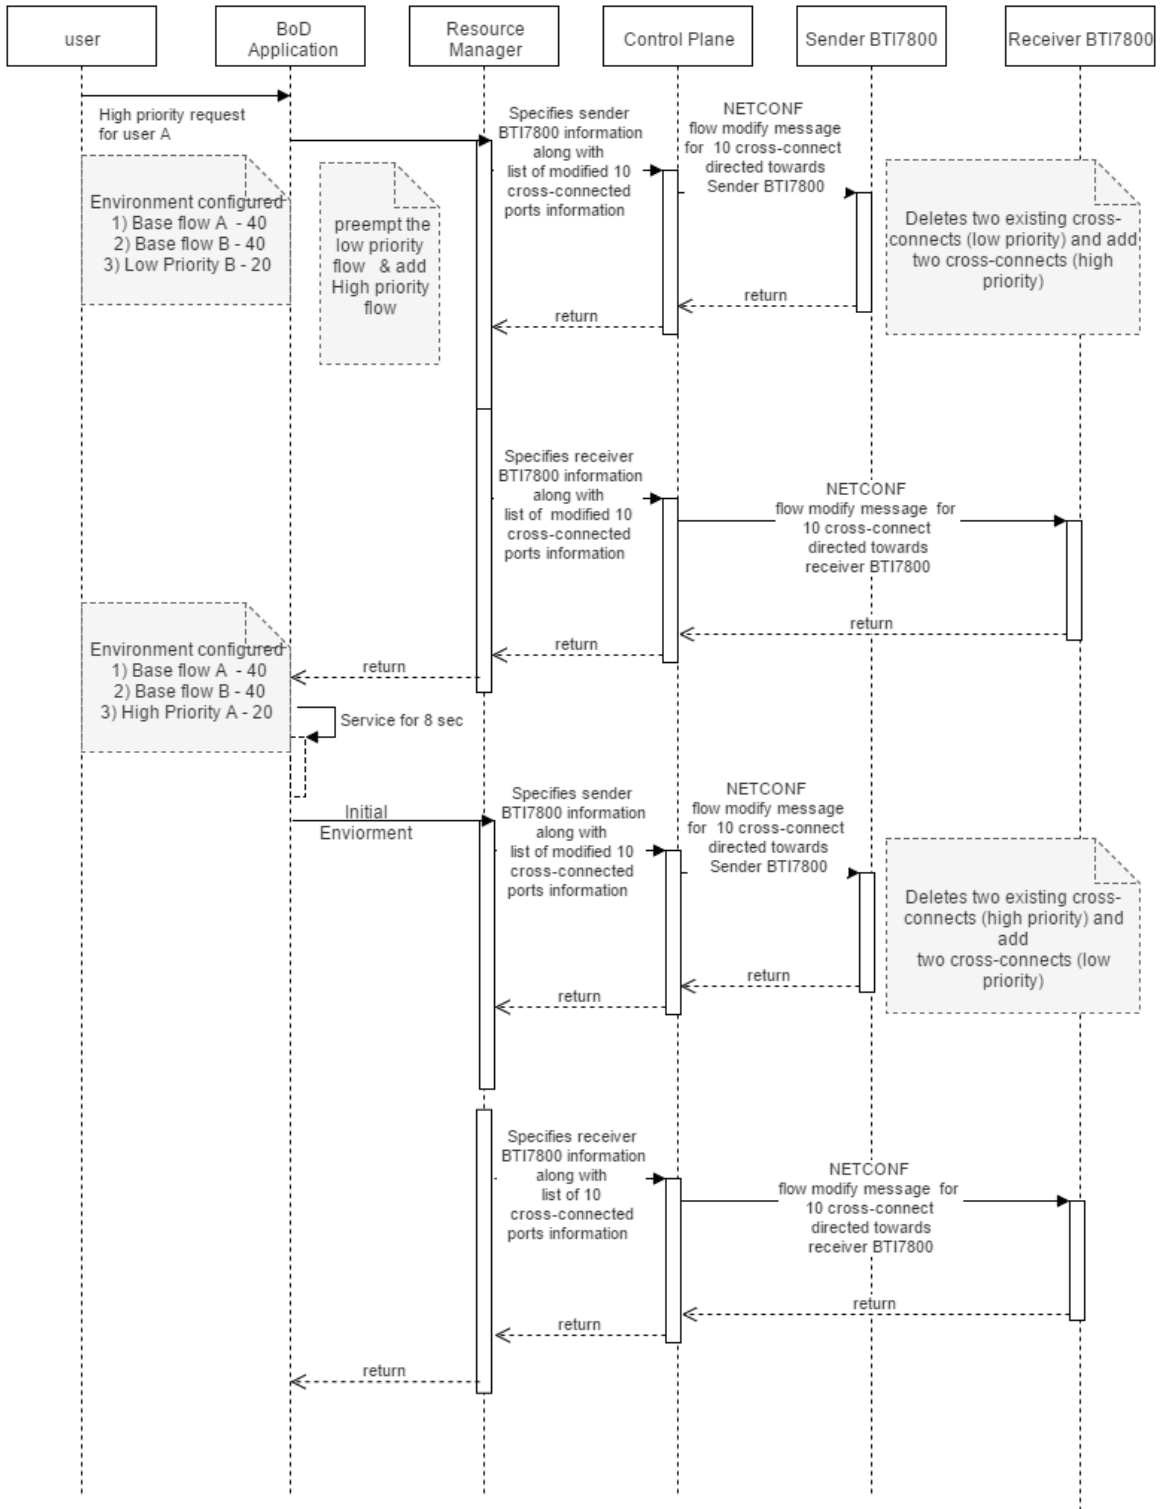 user
BoD
Application
Resource
Manager
Control Plane
Sender BTI7800
Receiver BTI7800
High priority request
for user A
Specifies sender
BTI7800 information
along with
list of modified 10
cross-connected
ports information
NETCONF
flow modify message
for 10 cross-connect
directed towards
Sender BTI7800
Environment configured
1) Base flow A - 40
2) Base flow B - 40
3) Low Priority B - 20
preempt the
low priority
flow & add
High priority
flow
Deletes two existing cross-
connects (low priority) and add
two cross-connects (high
priority)
return
return
Specifies receiver
BTI7800 information
along with
list of modified 10
cross-connected
ports information
NETCONF
flow modify message for
10 cross-connect
directed towards
receiver BTI7800
return
return
return
Environment configured
1) Base flow A - 40
2) Base flow B - 40
3) High Priority A - 20
Service for 8 sec
Initial
Enviorment
Specifies sender
BTI7800 information
along with
list of modified 10
cross-connected
ports information
NETCONF
flow modify message
for 10 cross-connect
directed towards
Sender BTI7800
Deletes two existing cross-
connects (high priority) and
add
two cross-connects (low
priority)
return
return
Specifies receiver
BTI7800 information
along with
list of 10
cross-connected
ports information
NETCONF
flow modify message for
10 cross-connect
directed towards
receiver BTI7800
return
return
return